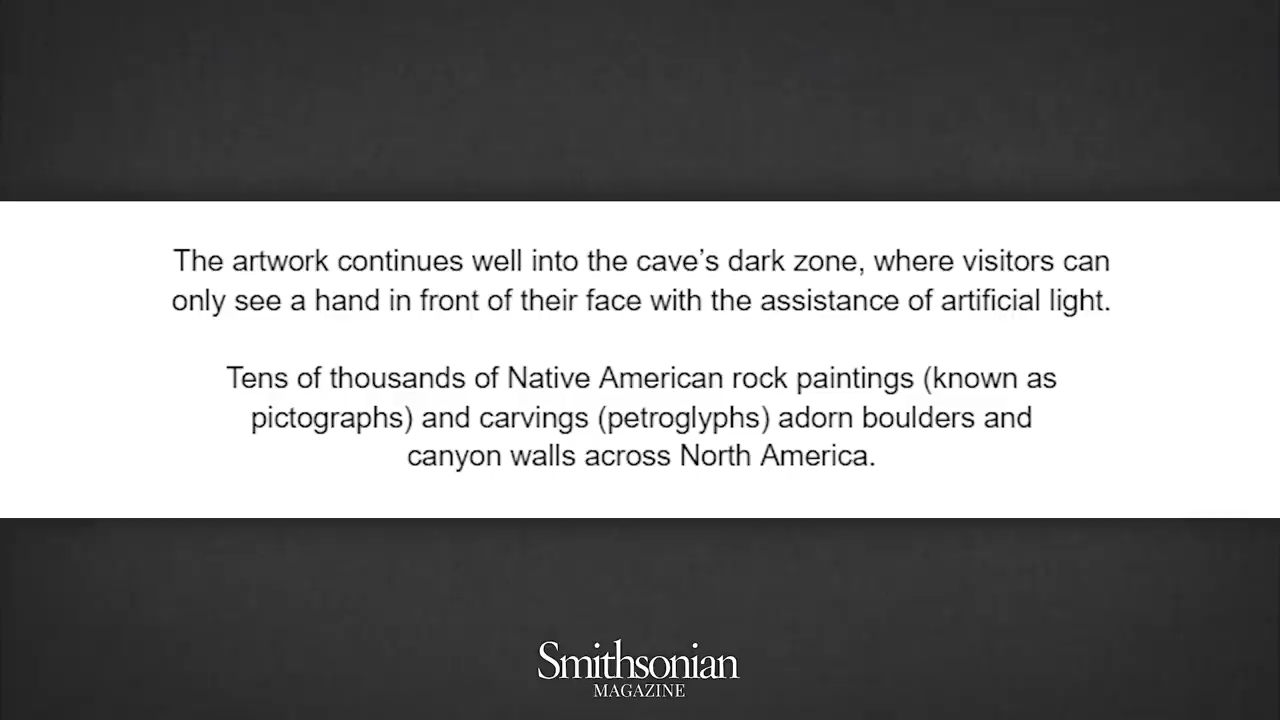 The artwork continues well into the cave’s dark zone, where visitors can
only see a hand in front of their face with the assistance of artificial light.
Tens of thousands of Native American rock paintings (known as
pictographs) and carvings (petroglyphs) adorn boulders and
canyon walls across North America.
Smithsonian
MAGAZINE